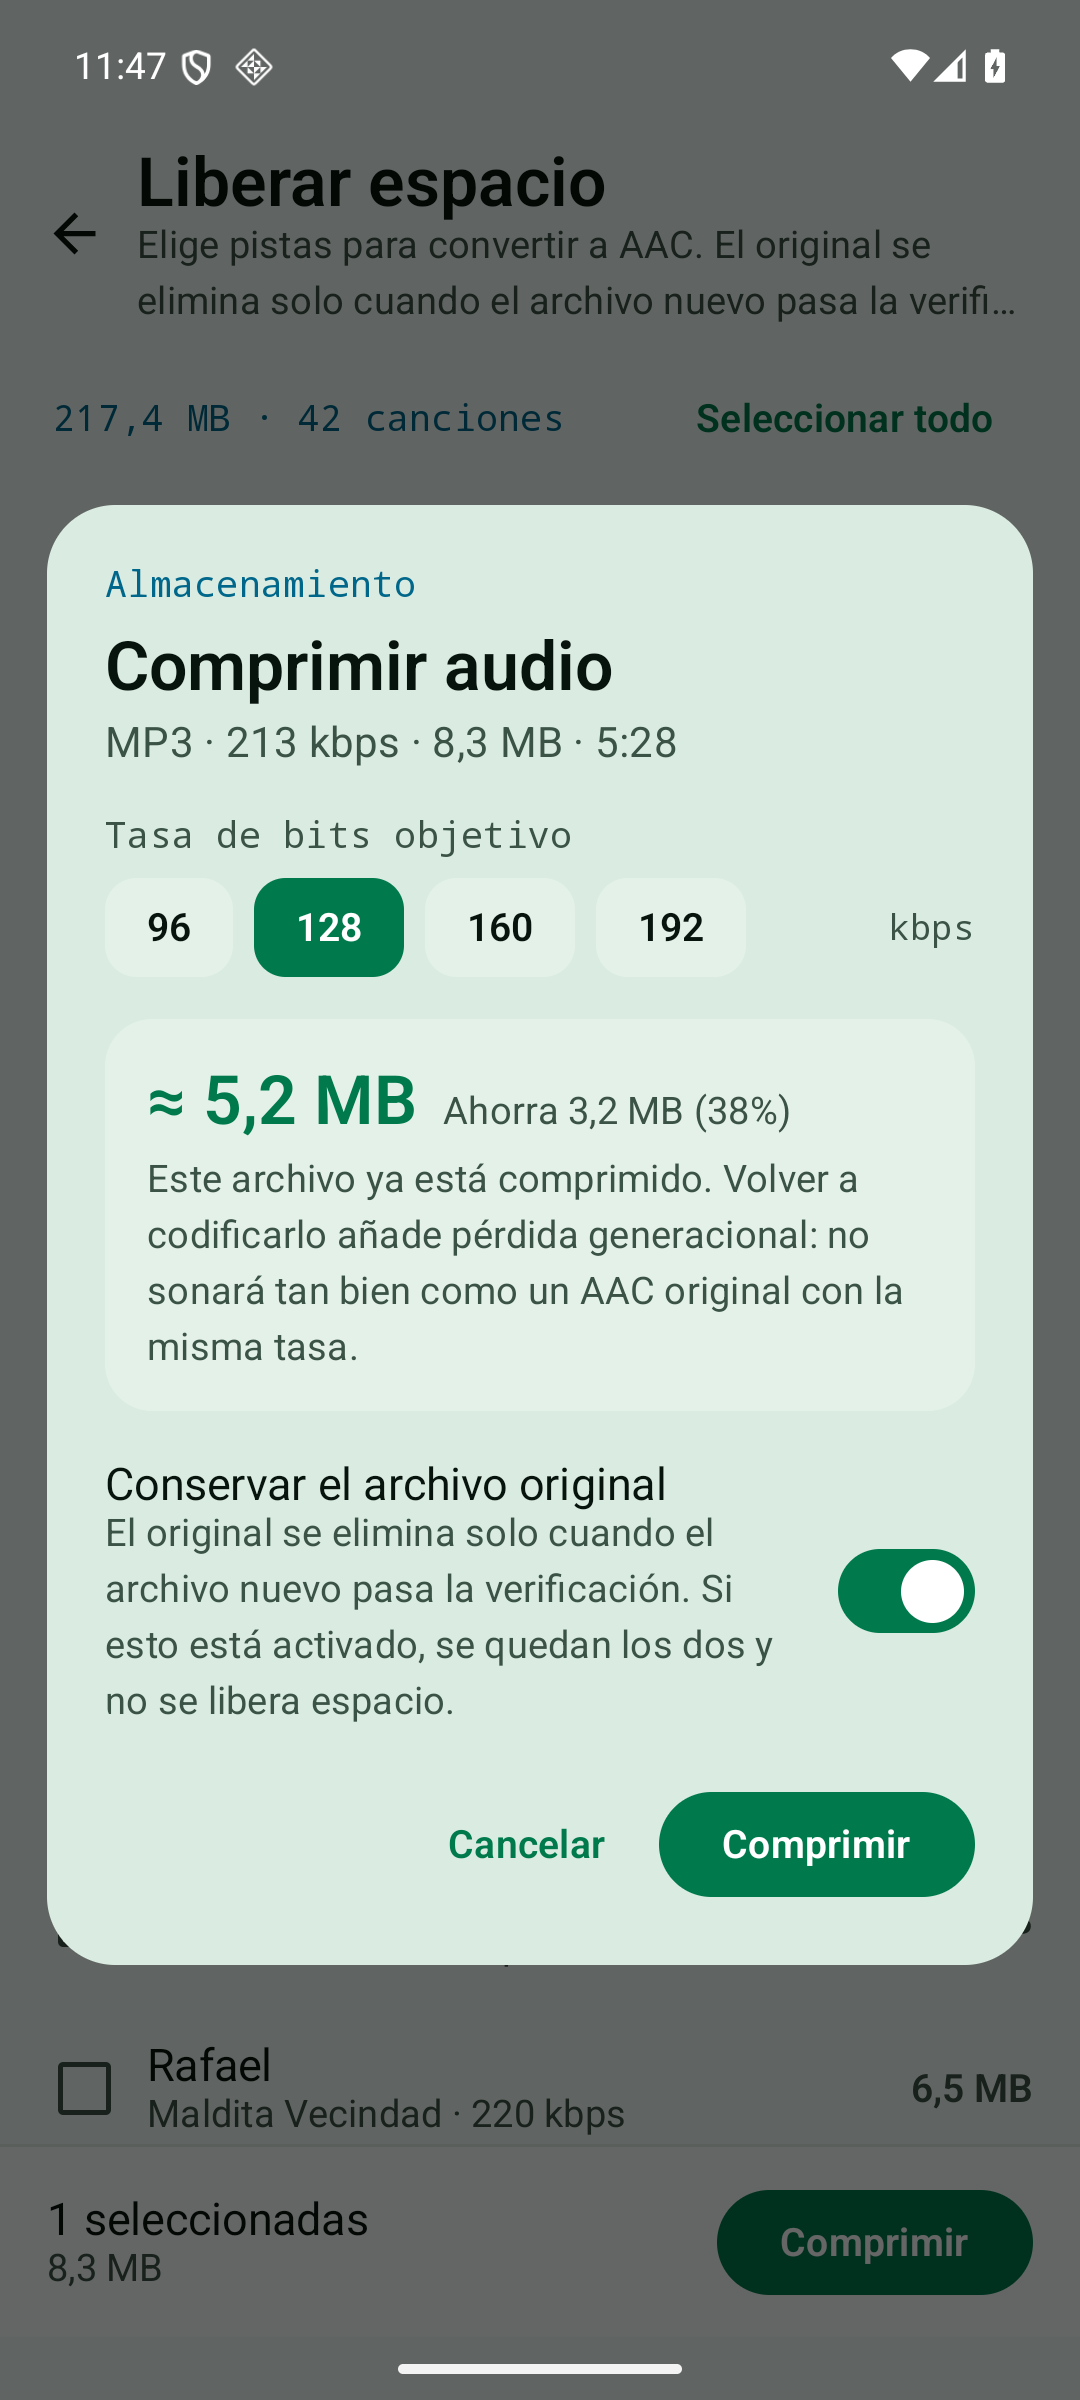 11:47
Liberar espacio
Elige pistas para convertir a AAC. El original se
elimina solo cuando el archivo nuevo pasa la verifi…
217,4 MB · 42 canciones
Seleccionar todo
Almacenamiento
Comprimir audio
MP3 · 213 kbps · 8,3 MB · 5:28
Tasa de bits objetivo
96 128 160 192 kbps
≈ 5,2 MB Ahorra 3,2 MB (38%)
Este archivo ya está comprimido. Volver a
codificarlo añade pérdida generacional: no
sonará tan bien como un AAC original con la
misma tasa.
Conservar el archivo original
El original se elimina solo cuando el
archivo nuevo pasa la verificación. Si
esto está activado, se quedan los dos y
no se libera espacio.
Cancelar Comprimir
Rafael
Maldita Vecindad · 220 kbps
6,5 MB
1 seleccionadas
8,3 MB
Comprimir